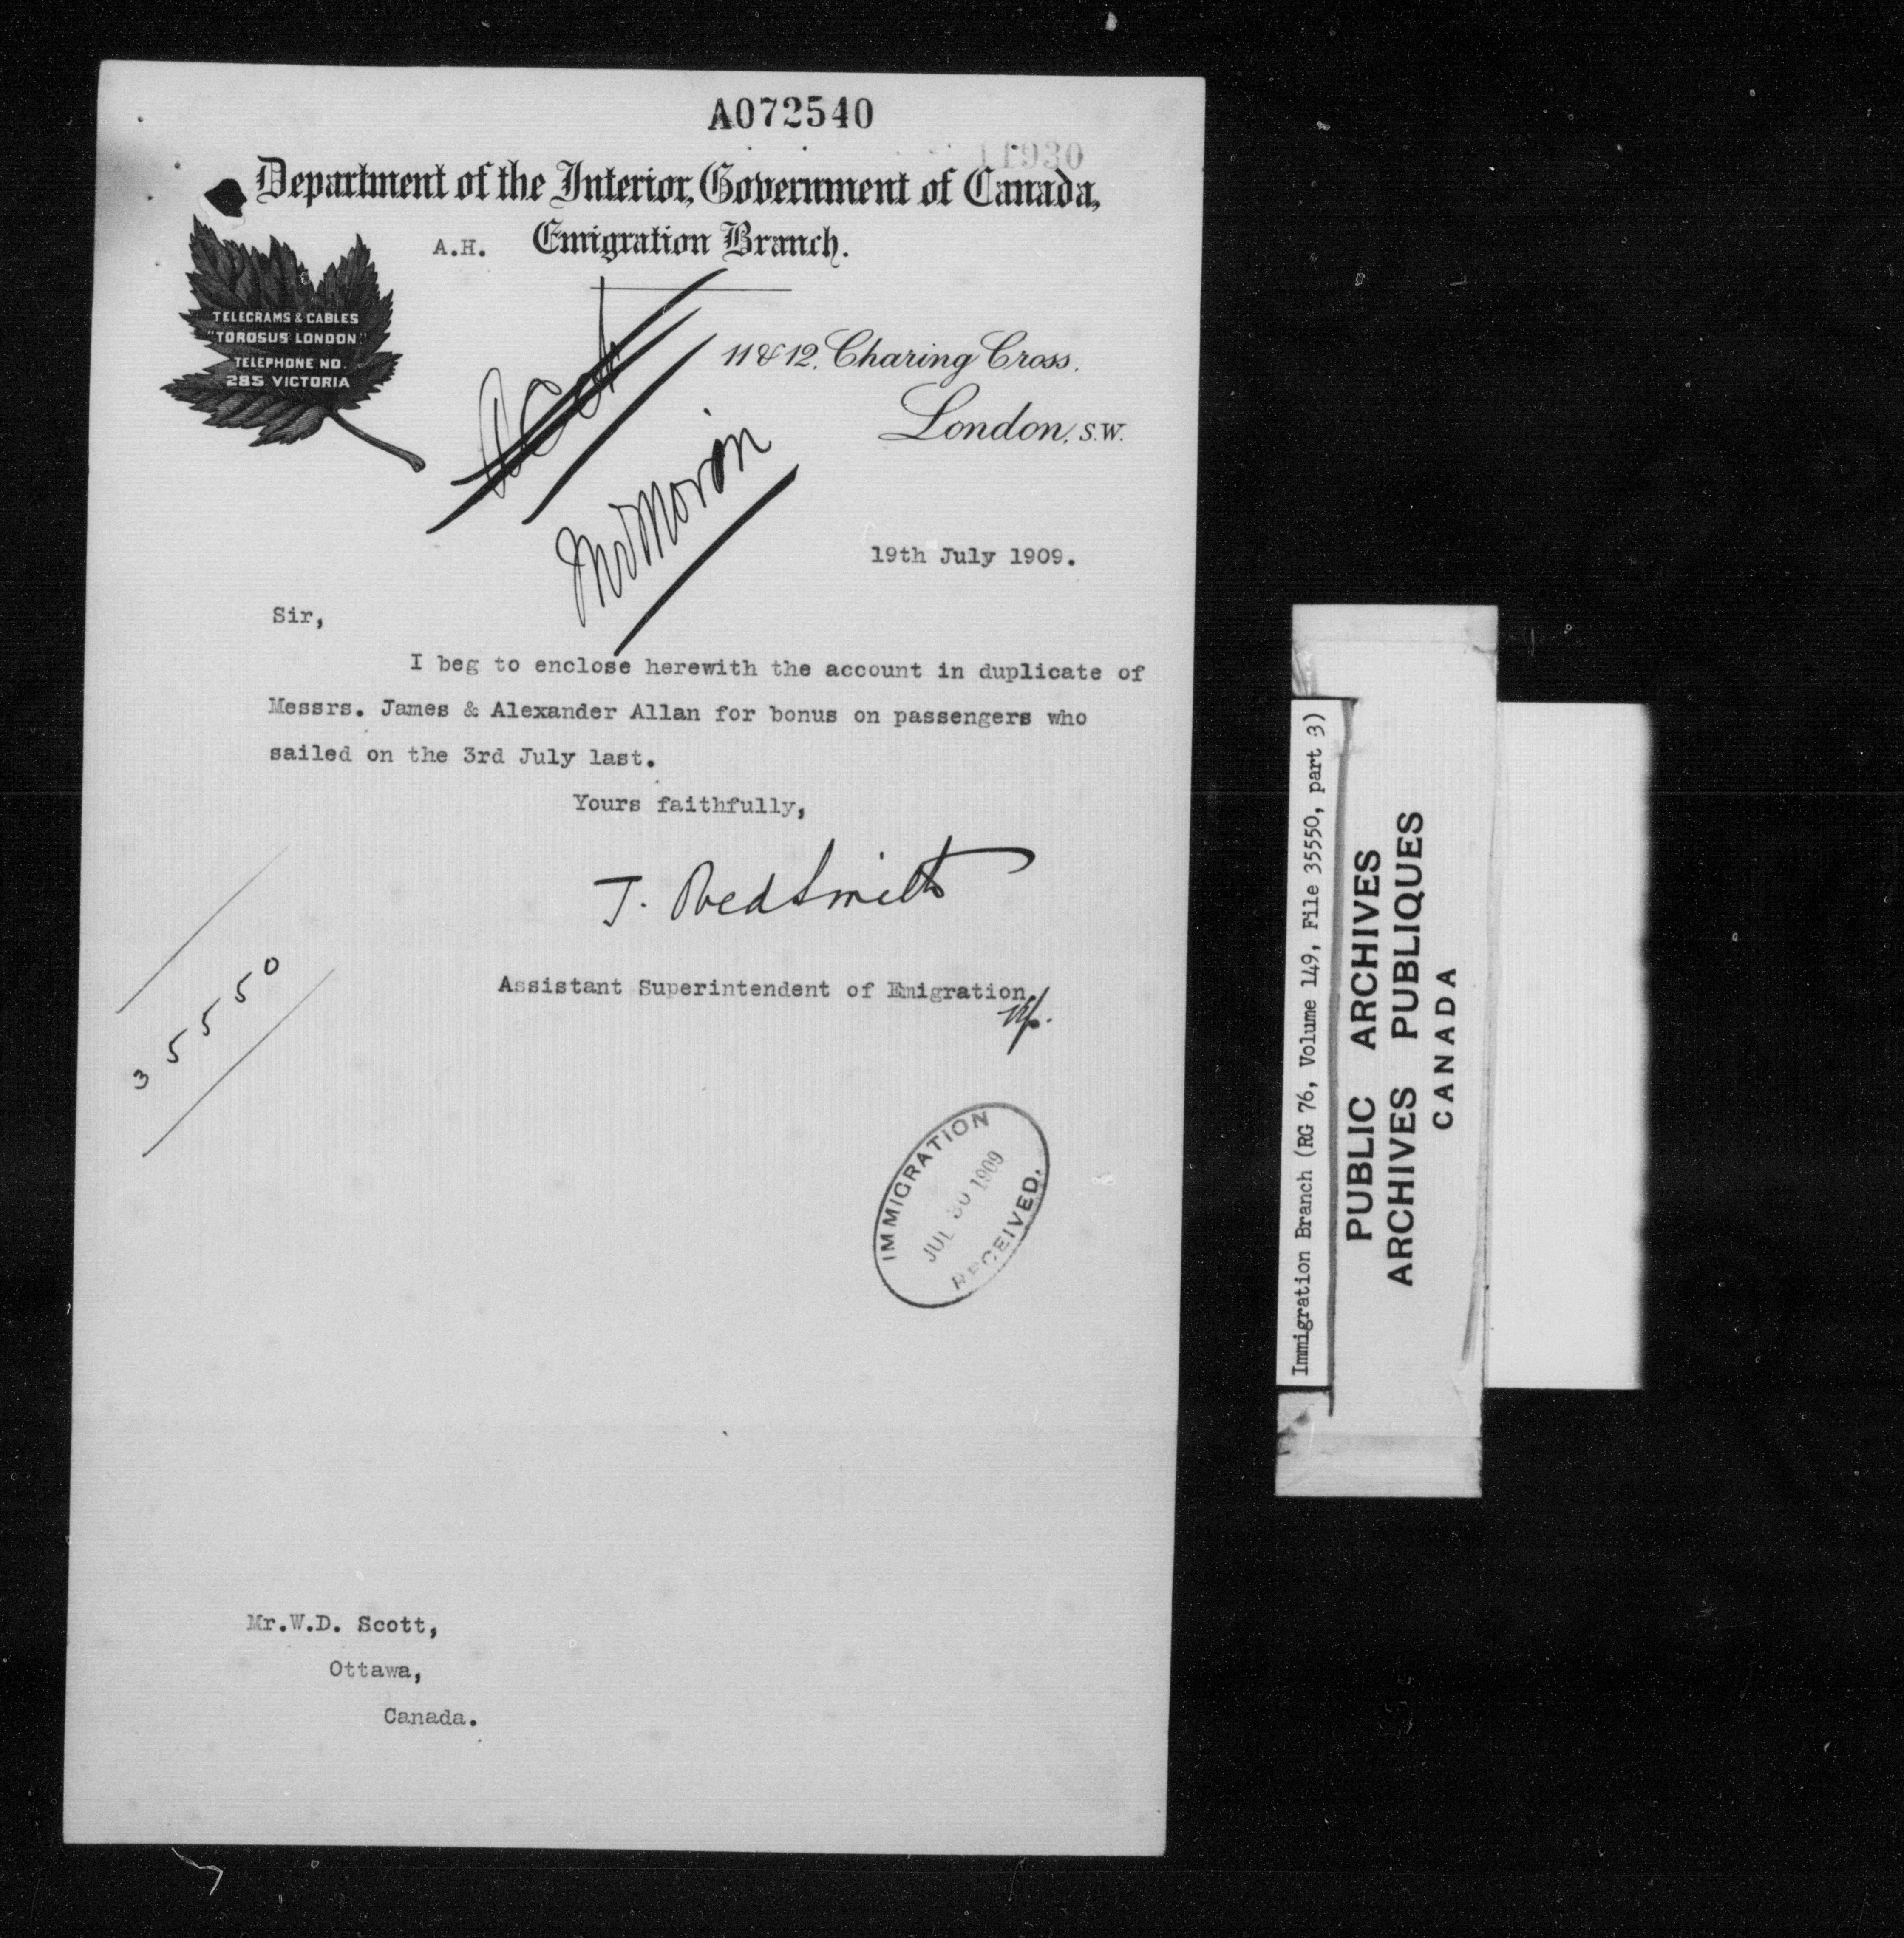 A072540
11930
Department of the Interior, Government of Canada,
A.H. Emigration Branch.
TELEGRAMS & CABLES
"TOROSUS LONDON"
TELEPHONE NO.
285 VICTORIA
11 & 12, Charing Cross,
London, S.W.
19th July 1909.
Sir,
I beg to enclose herewith the account in duplicate of
Messrs. James & Alexander Allan for bonus on passengers who
sailed on the 3rd July last.
Yours faithfully,
J. Obed Smith
Assistant Superintendent of Emigration
35550
IMMIGRATION
JUL 30 1909
RECEIVED.
Mr.W.D. Scott,
Ottawa,
Canada.
Immigration Branch (RG 76, Volume 149, File 35550, part 3)
PUBLIC ARCHIVES
ARCHIVES PUBLIQUES
CANADA